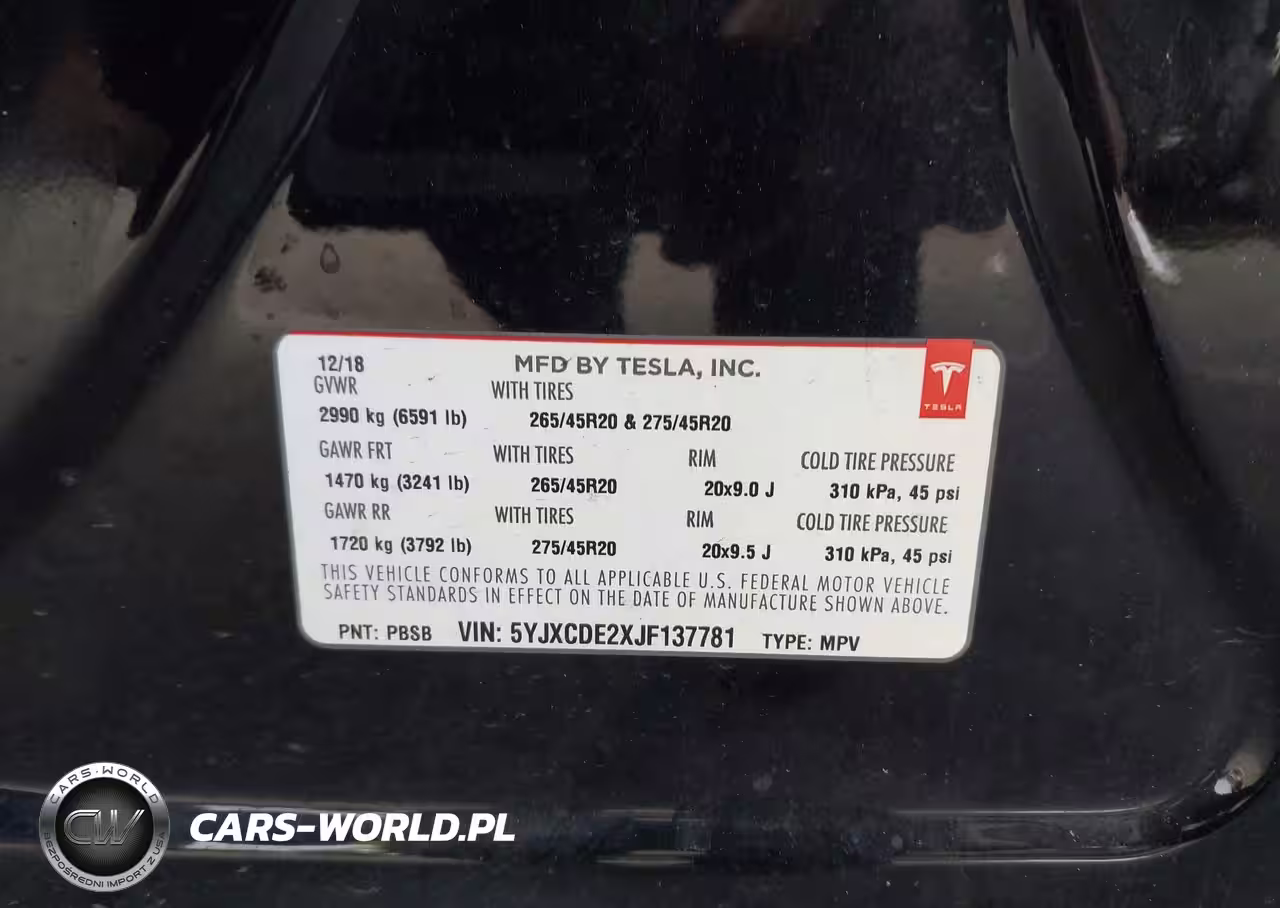 12/18 MFD BY TESLA, INC.
TESLA
GVWR WITH TIRES
2990 kg (6591 lb) 265/45R20 & 275/45R20
GAWR FRT WITH TIRES RIM COLD TIRE PRESSURE
1470 kg (3241 lb) 265/45R20 20x9.0 J 310 kPa, 45 psi
GAWR RR WITH TIRES RIM COLD TIRE PRESSURE
1720 kg (3792 lb) 275/45R20 20x9.5 J 310 kPa, 45 psi
THIS VEHICLE CONFORMS TO ALL APPLICABLE U.S. FEDERAL MOTOR VEHICLE
SAFETY STANDARDS IN EFFECT ON THE DATE OF MANUFACTURE SHOWN ABOVE.
PNT: PBSB VIN: 5YJXCDE2XJF137781 TYPE: MPV
CARS-WORLD
CW
BEZPOŚREDNI IMPORT Z USA
CARS-WORLD.PL